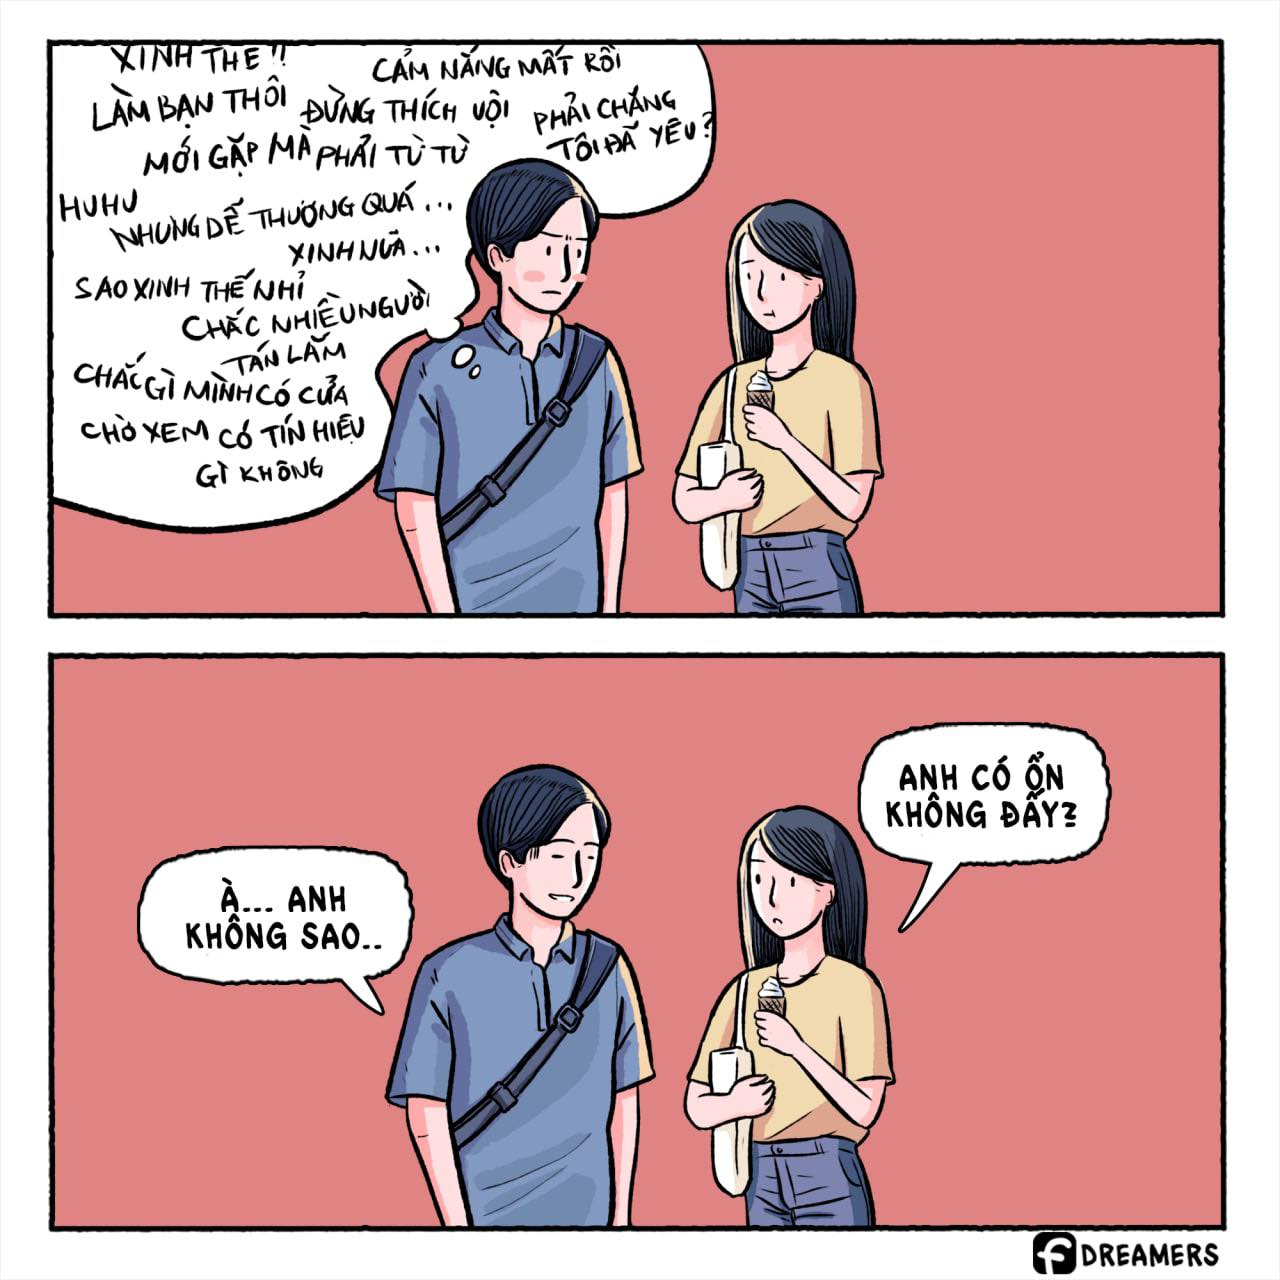 XINH THẾ !!
CẢM NẮNG MẤT RỒI
LÀM BẠN THÔI
ĐỪNG THÍCH VỘI
PHẢI CHĂNG
TÔI ĐÃ YÊU?
MỚI GẶP MÀ PHẢI TỪ TỪ
HUHU
NHƯNG DỄ THƯƠNG QUÁ...
XINH NỮA...
SAO XINH THẾ NHỈ
CHẮC NHIỀU NGƯỜI
TÁN LẮM
CHẮC GÌ MÌNH CÓ CỬA
CHỜ XEM CÓ TÍN HIỆU
GÌ KHÔNG
ANH CÓ ỔN
KHÔNG ĐẤY?
À... ANH
KHÔNG SAO..
f DREAMERS